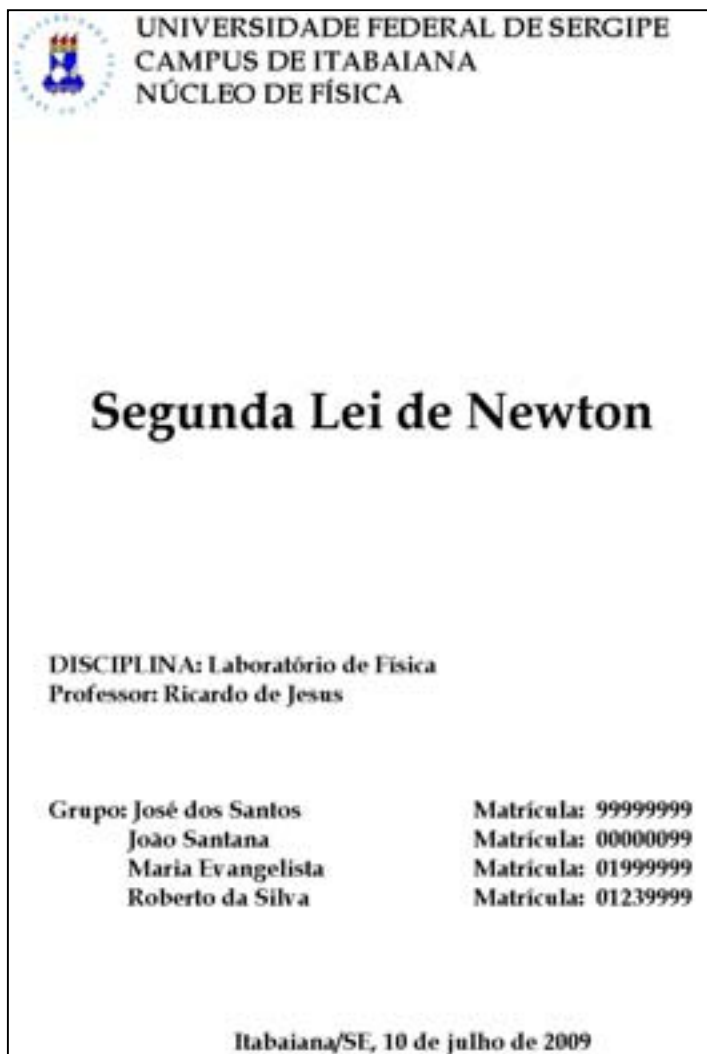 UNIVERSIDADE FEDERAL DE SERGIPE
CAMPUS DE ITABAIANA
NÚCLEO DE FÍSICA
Segunda Lei de Newton
DISCIPLINA: Laboratório de Física
Professor: Ricardo de Jesus
Grupo: José dos Santos Matrícula: 99999999
João Santana Matrícula: 00000099
Maria Evangelista Matrícula: 01999999
Roberto da Silva Matrícula: 01239999
Itabaiana/SE, 10 de julho de 2009